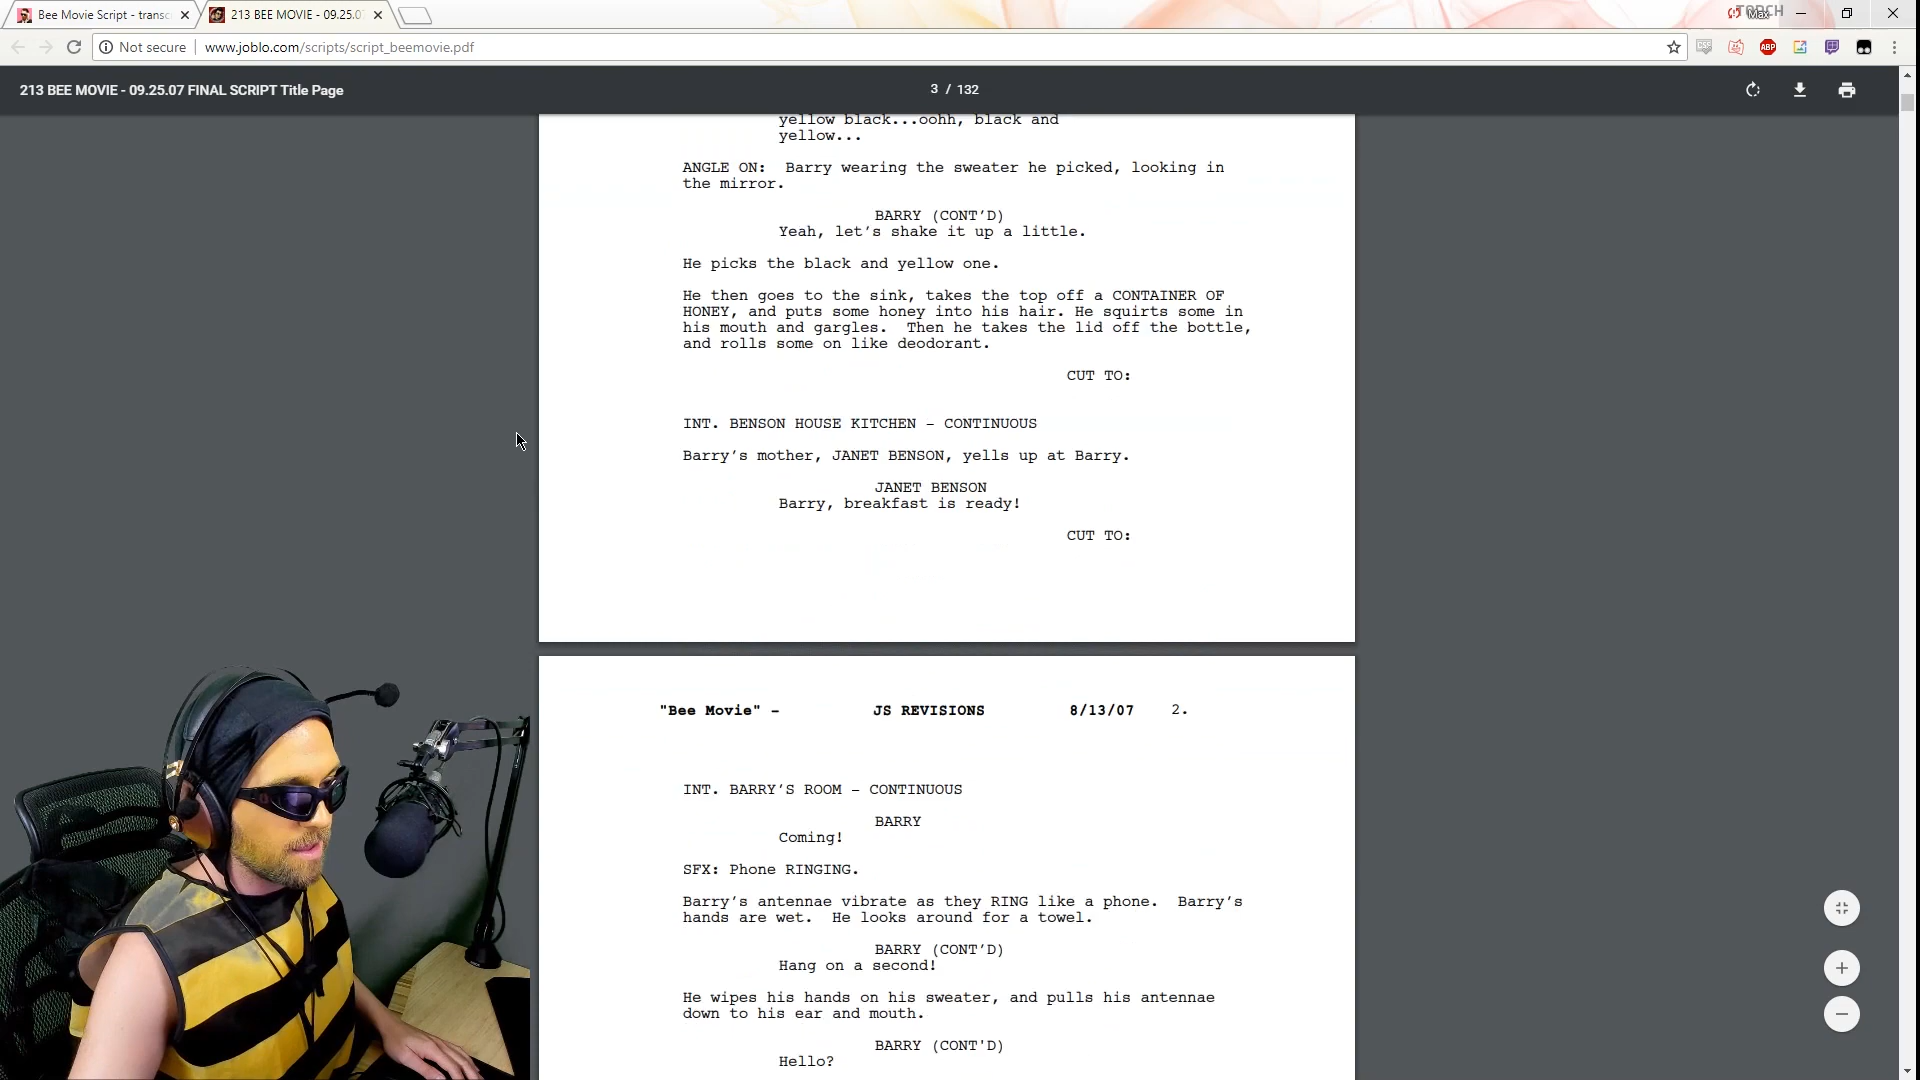 Bee Movie Script - transc
213 BEE MOVIE - 09.25.0
Max
Not secure
www.joblo.com/scripts/script_beemovie.pdf
ABP
213 BEE MOVIE - 09.25.07 FINAL SCRIPT Title Page
3 / 132
yellow black...oohh, black and
yellow...
ANGLE ON:  Barry wearing the sweater he picked, looking in
the mirror.
BARRY (CONT'D)
Yeah, let's shake it up a little.
He picks the black and yellow one.
He then goes to the sink, takes the top off a CONTAINER OF
HONEY, and puts some honey into his hair. He squirts some in
his mouth and gargles.  Then he takes the lid off the bottle,
and rolls some on like deodorant.
CUT TO:
INT. BENSON HOUSE KITCHEN – CONTINUOUS
Barry's mother, JANET BENSON, yells up at Barry.
JANET BENSON
Barry, breakfast is ready!
CUT TO:
"Bee Movie" – JS REVISIONS 8/13/07 2.
INT. BARRY'S ROOM – CONTINUOUS
BARRY
Coming!
SFX: Phone RINGING.
Barry's antennae vibrate as they RING like a phone.  Barry's
hands are wet.  He looks around for a towel.
BARRY (CONT'D)
Hang on a second!
He wipes his hands on his sweater, and pulls his antennae
down to his ear and mouth.
BARRY (CONT'D)
Hello?